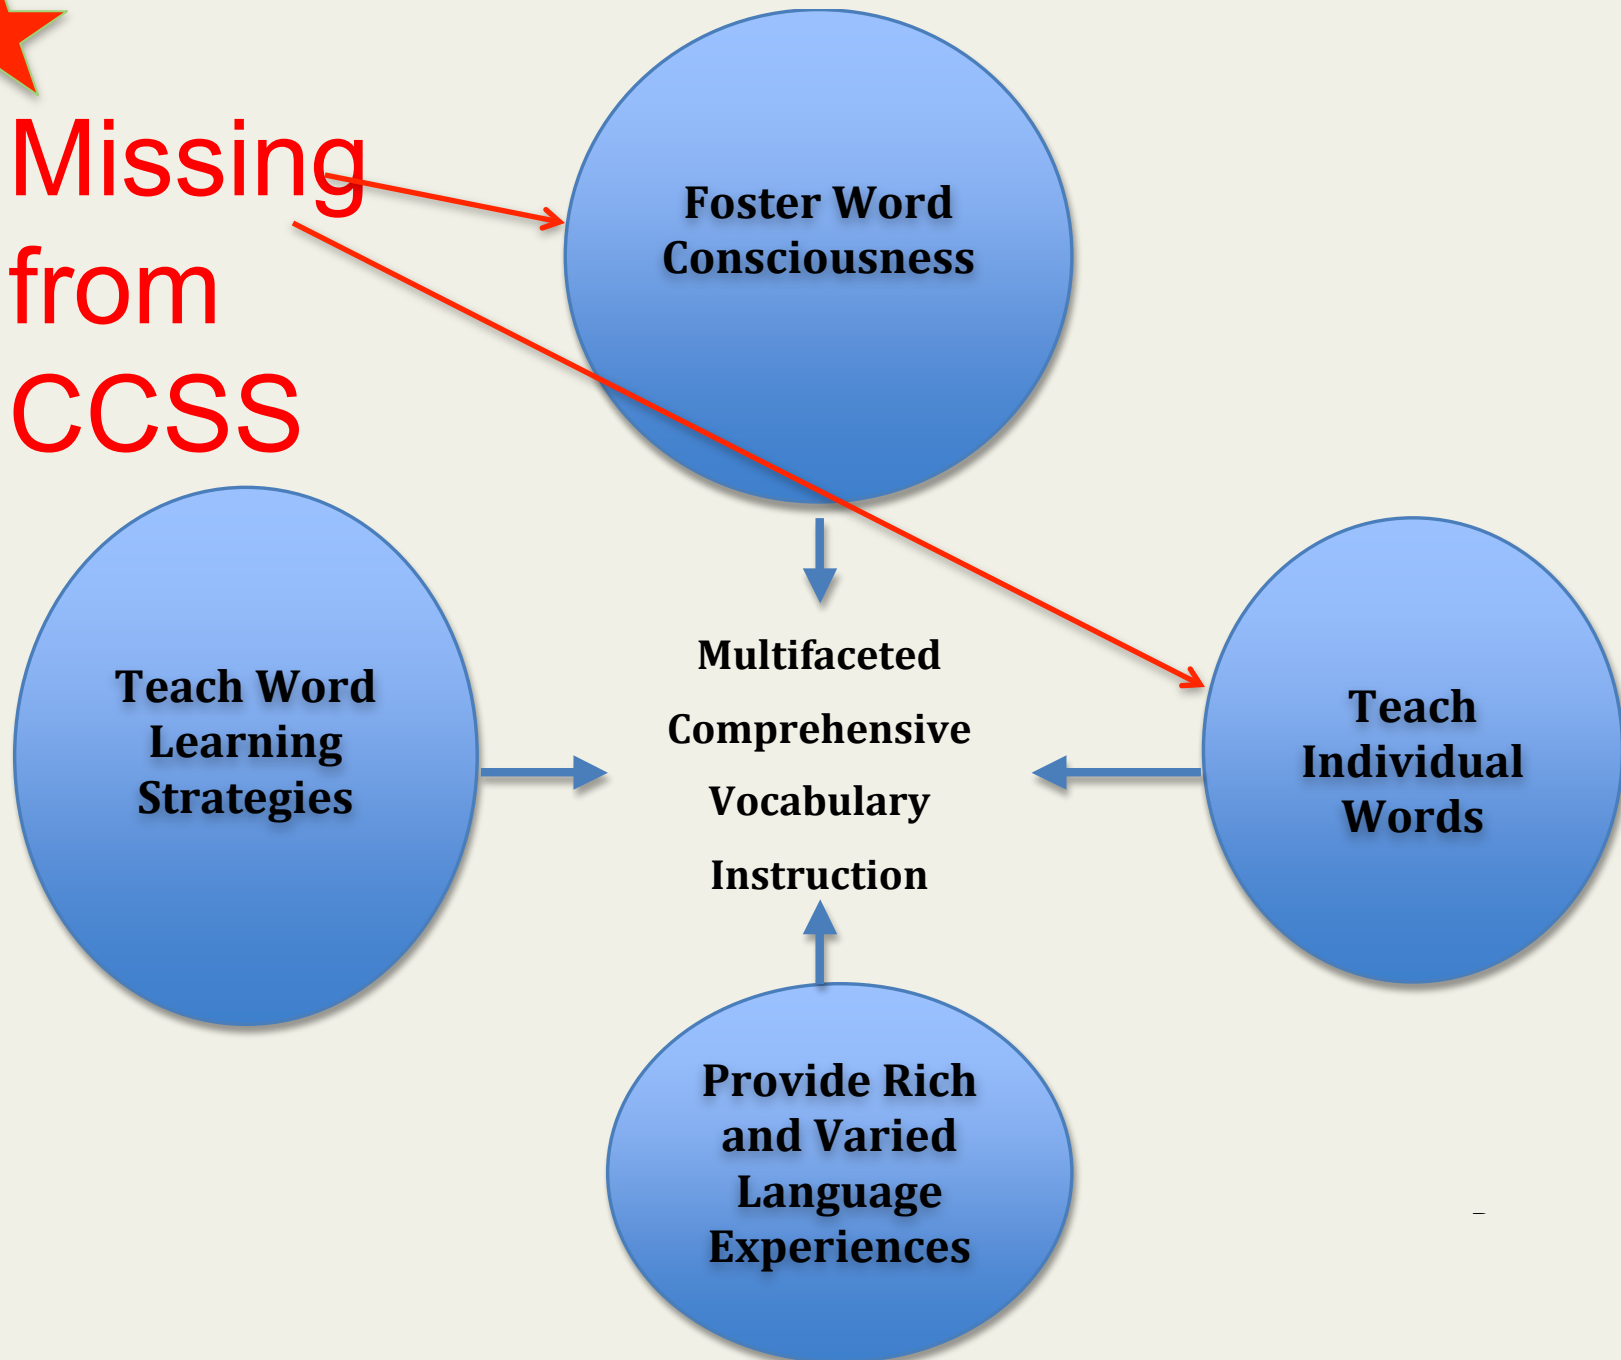 Missing
from
CCSS
Foster Word
Consciousness
Teach Word
Learning
Strategies
Multifaceted
Comprehensive
Vocabulary
Instruction
Teach
Individual
Words
Provide Rich
and Varied
Language
Experiences